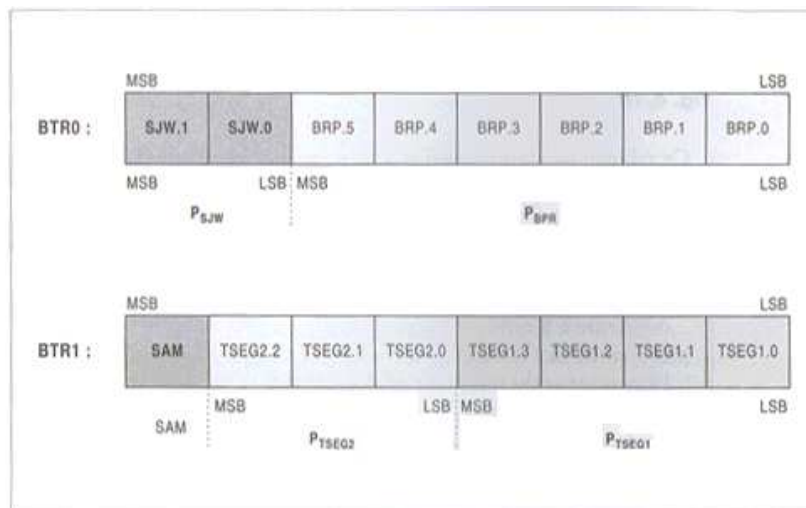 MSB LSB
BTR0 : SJW.1 SJW.0 BRP.5 BRP.4 BRP.3 BRP.2 BRP.1 BRP.0
MSB LSB MSB LSB
PSJW PBPR
MSB LSB
BTR1 : SAM TSEG2.2 TSEG2.1 TSEG2.0 TSEG1.3 TSEG1.2 TSEG1.1 TSEG1.0
MSB LSB MSB LSB
SAM PTSEG2 PTSEG1